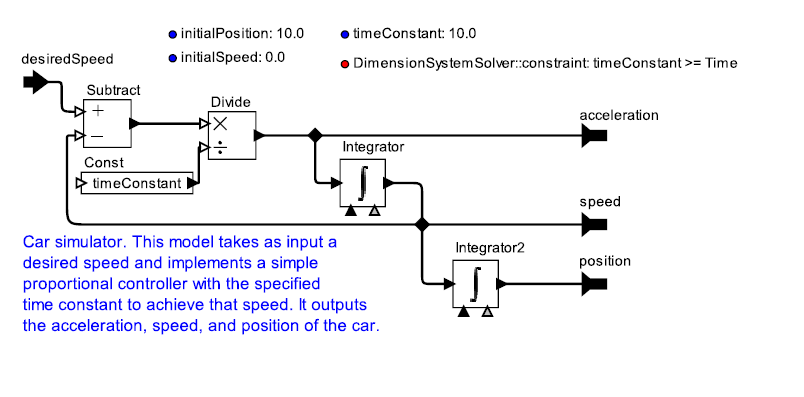 initialPosition: 10.0
timeConstant: 10.0
initialSpeed: 0.0
DimensionSystemSolver::constraint: timeConstant >= Time
desiredSpeed
Subtract
+
−
Divide
×
÷
Const
timeConstant
acceleration
Integrator
∫
speed
Integrator2
∫
position
Car simulator. This model takes as input a
desired speed and implements a simple
proportional controller with the specified
time constant to achieve that speed. It outputs
the acceleration, speed, and position of the car.